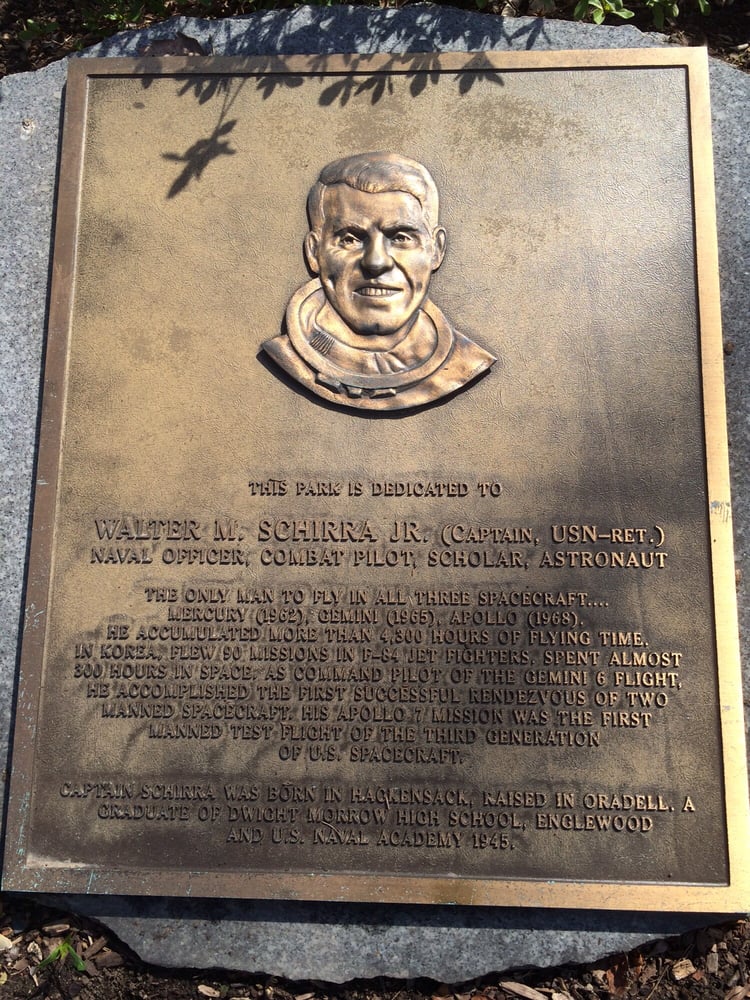 THIS PARK IS DEDICATED TO
WALTER M. SCHIRRA JR. (CAPTAIN, USN-RET.)
NAVAL OFFICER, COMBAT PILOT, SCHOLAR, ASTRONAUT
THE ONLY MAN TO FLY IN ALL THREE SPACECRAFT....
MERCURY (1962), GEMINI (1965), APOLLO (1968).
HE ACCUMULATED MORE THAN 4,300 HOURS OF FLYING TIME.
IN KOREA, FLEW 90 MISSIONS IN F-84 JET FIGHTERS, SPENT ALMOST
300 HOURS IN SPACE. AS COMMAND PILOT OF THE GEMINI 6 FLIGHT,
HE ACCOMPLISHED THE FIRST SUCCESSFUL RENDEZVOUS OF TWO
MANNED SPACECRAFT. HIS APOLLO 7 MISSION WAS THE FIRST
MANNED TEST FLIGHT OF THE THIRD GENERATION
OF U.S. SPACECRAFT.
CAPTAIN SCHIRRA WAS BORN IN HACKENSACK, RAISED IN ORADELL, A
GRADUATE OF DWIGHT MORROW HIGH SCHOOL, ENGLEWOOD
AND U.S. NAVAL ACADEMY 1945.